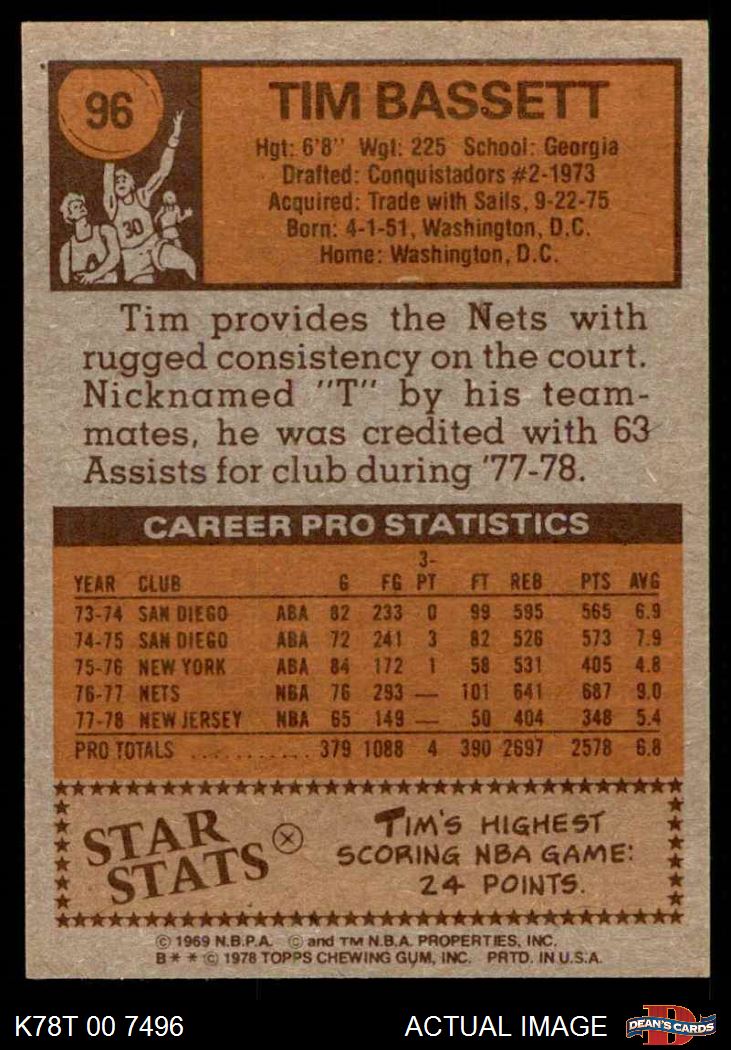 96
TIM BASSETT
Hgt: 6'8" Wgt: 225 School: Georgia
Drafted: Conquistadors #2-1973
Acquired: Trade with Sails, 9-22-75
Born: 4-1-51, Washington, D.C.
Home: Washington, D.C.
30
Tim provides the Nets with
rugged consistency on the court.
Nicknamed "T" by his team-
mates, he was credited with 63
Assists for club during '77-78.
CAREER PRO STATISTICS
YEAR CLUB G FG 3-PT FT REB PTS AVG
73-74 SAN DIEGO ABA 82 233 0 99 595 565 6.9
74-75 SAN DIEGO ABA 72 241 3 82 526 573 7.9
75-76 NEW YORK ABA 84 172 1 58 531 405 4.8
76-77 NETS NBA 76 293 — 101 641 687 9.0
77-78 NEW JERSEY NBA 65 149 — 50 404 348 5.4
PRO TOTALS ........... 379 1088 4 390 2697 2578 6.8
STAR
STATS
TIM'S HIGHEST
SCORING NBA GAME:
24 POINTS.
© 1969 N.B.P.A. © and TM N.B.A. PROPERTIES, INC.
B * * © 1978 TOPPS CHEWING GUM, INC. PRTD. IN U.S.A.
K78T 00 7496 ACTUAL IMAGE
D
DEAN'S CARDS